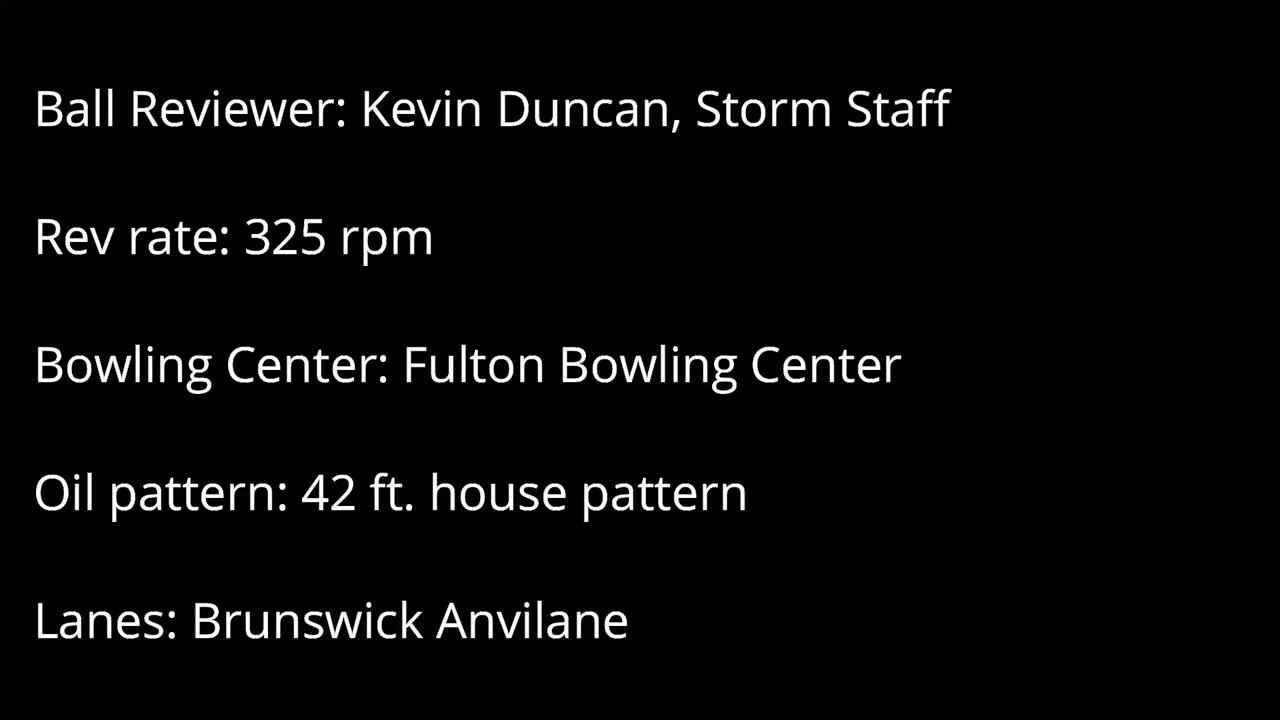 Ball Reviewer: Kevin Duncan, Storm Staff
Rev rate: 325 rpm
Bowling Center: Fulton Bowling Center
Oil pattern: 42 ft. house pattern
Lanes: Brunswick Anvilane